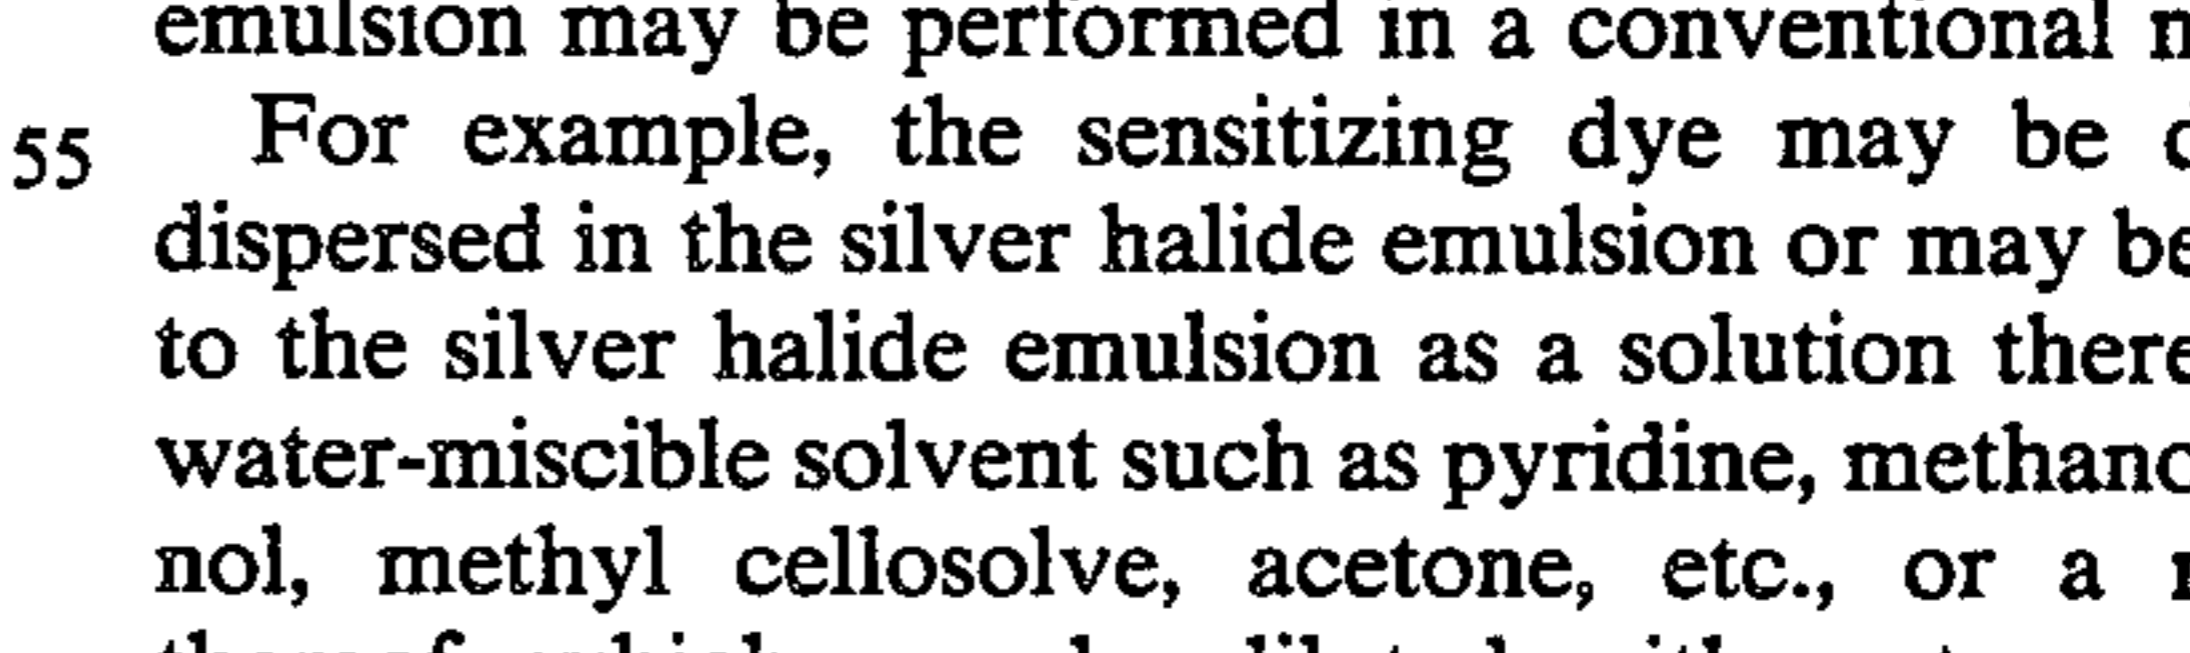 emulsion may be performed in a conventional
55 For example, the sensitizing dye may be
dispersed in the silver halide emulsion or may be
to the silver halide emulsion as a solution there
water-miscible solvent such as pyridine, methano
nol, methyl cellosolve, acetone, etc., or a